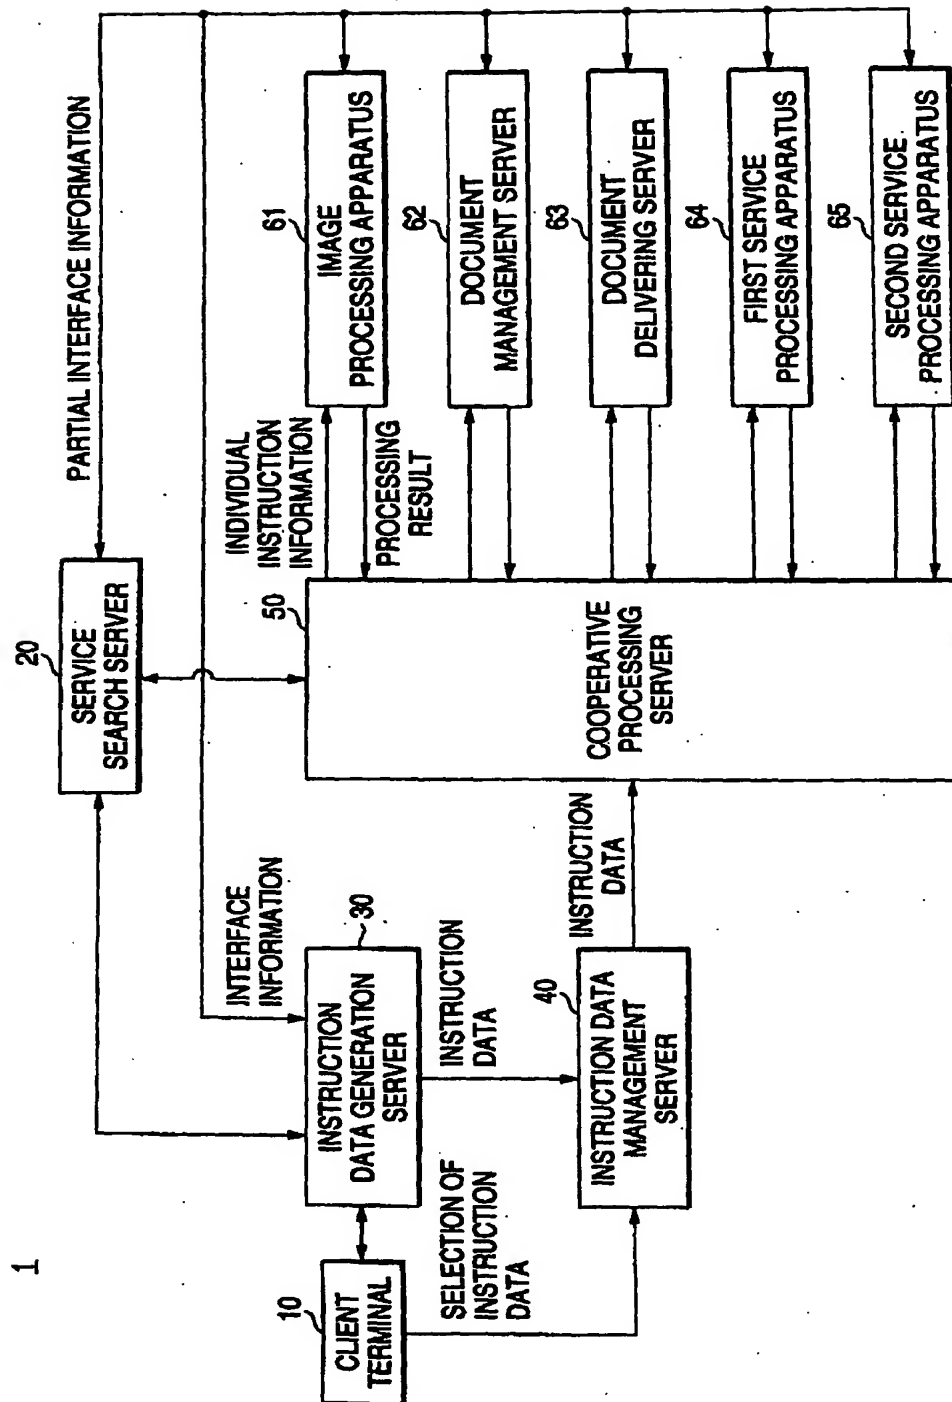 1
PARTIAL INTERFACE INFORMATION
20
SERVICE
SEARCH SERVER
INTERFACE
INFORMATION
10
CLIENT
TERMINAL
30
INSTRUCTION
DATA GENERATION
SERVER
SELECTION OF
INSTRUCTION
DATA
INSTRUCTION
DATA
40
INSTRUCTION DATA
MANAGEMENT
SERVER
INSTRUCTION
DATA
50
COOPERATIVE
PROCESSING
SERVER
INDIVIDUAL
INSTRUCTION
INFORMATION
PROCESSING
RESULT
61
IMAGE
PROCESSING APPARATUS
62
DOCUMENT
MANAGEMENT SERVER
63
DOCUMENT
DELIVERING SERVER
64
FIRST SERVICE
PROCESSING APPARATUS
65
SECOND SERVICE
PROCESSING APPARATUS